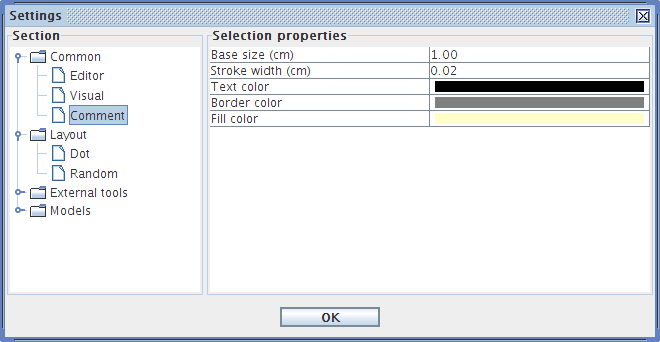 Settings
Section
Common
Editor
Visual
Comment
Layout
Dot
Random
External tools
Models
Selection properties
Base size (cm) 1.00
Stroke width (cm) 0.02
Text color
Border color
Fill color
OK